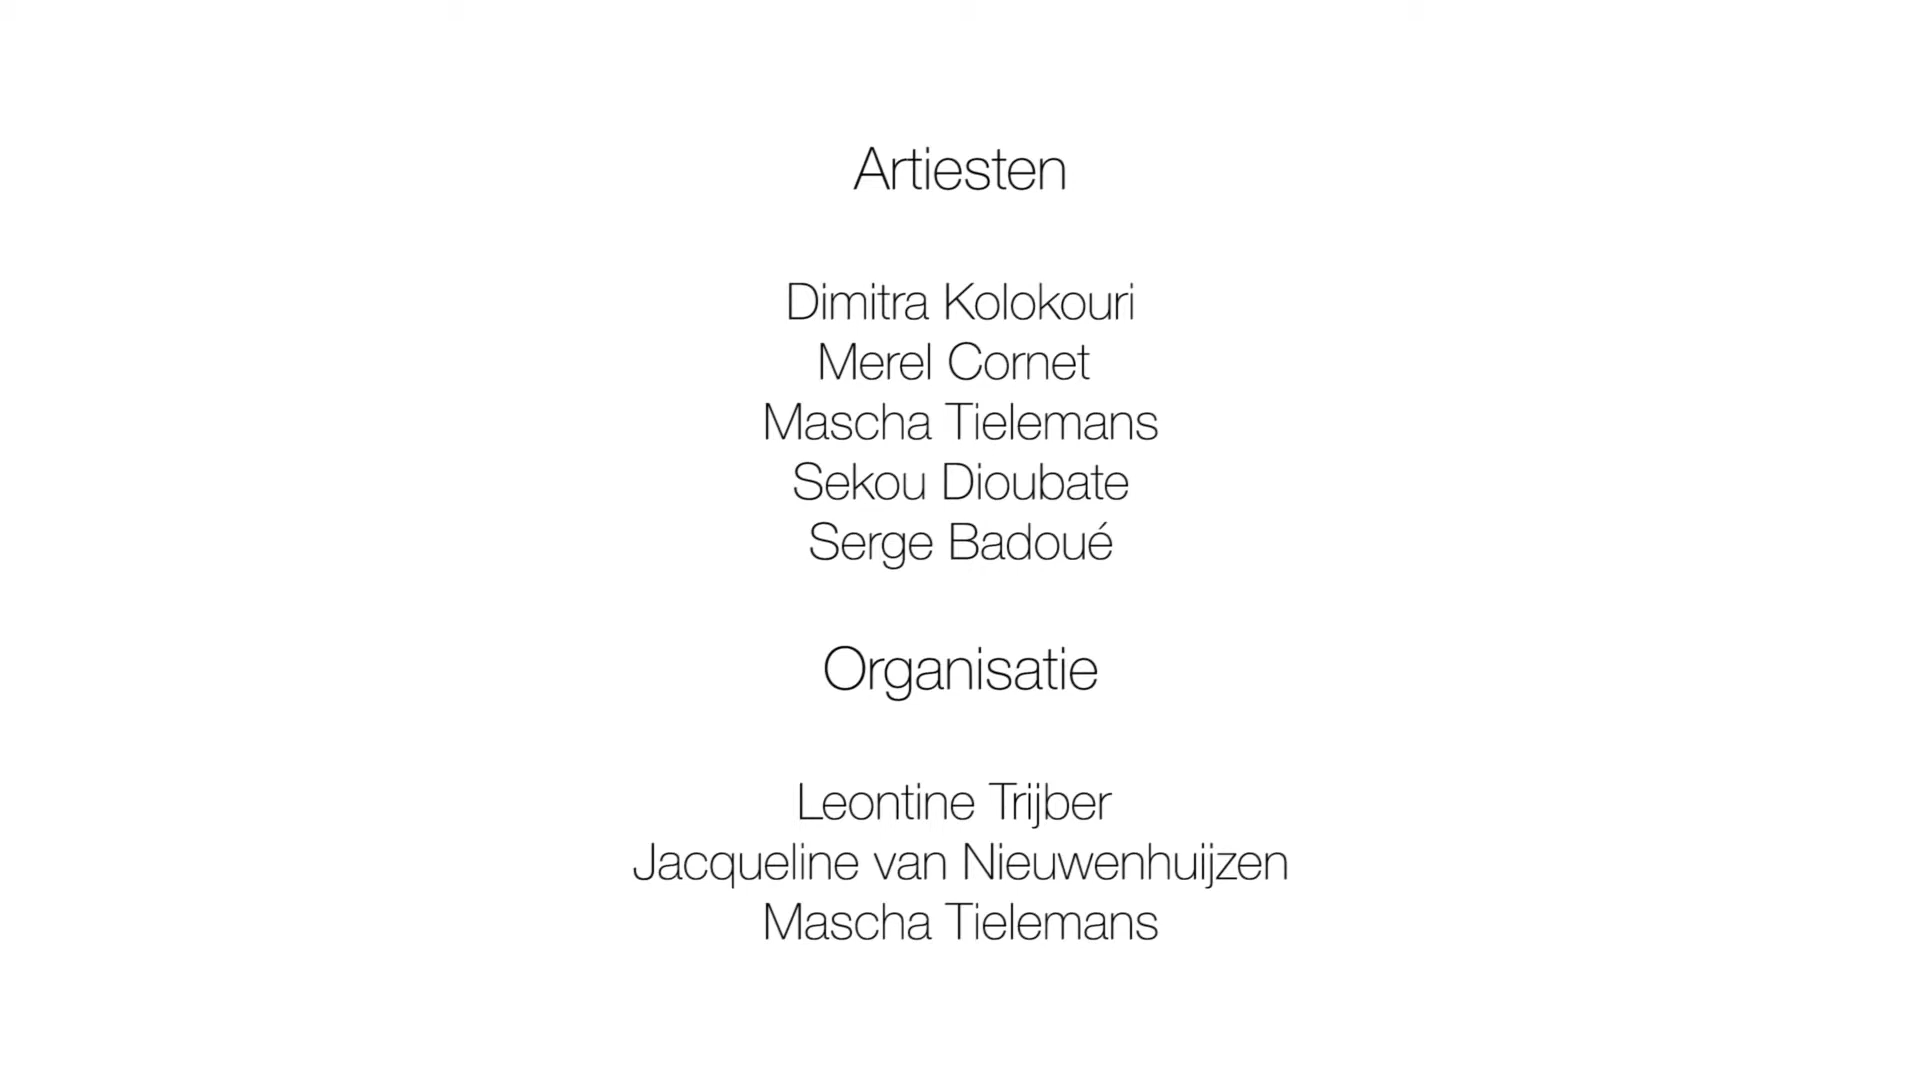 Artiesten
Dimitra Kolokouri
Merel Cornet
Mascha Tielemans
Sekou Dioubate
Serge Badoué
Organisatie
Leontine Trijber
Jacqueline van Nieuwenhuijzen
Mascha Tielemans